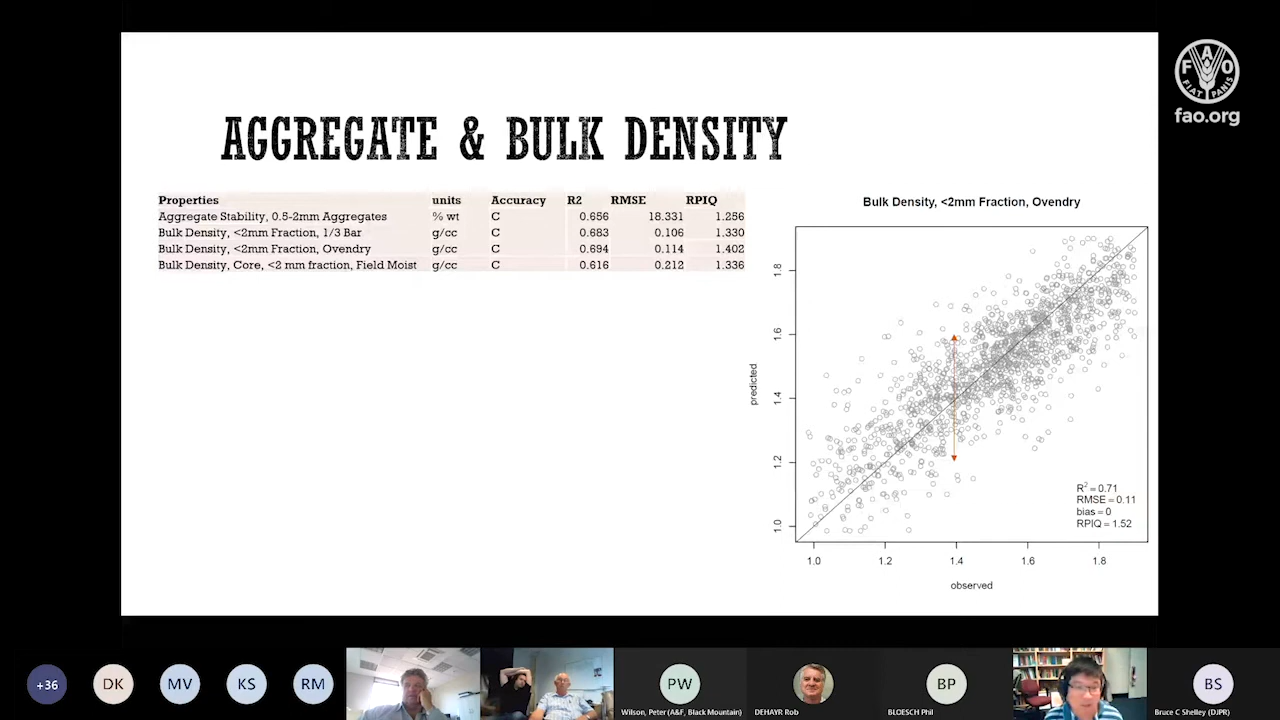 FAO
FIAT PANIS
fao.org
AGGREGATE & BULK DENSITY
Properties units Accuracy R2 RMSE RPIQ
Aggregate Stability, 0.5-2mm Aggregates % wt C 0.656 18.331 1.256
Bulk Density, <2mm Fraction, 1/3 Bar g/cc C 0.683 0.106 1.330
Bulk Density, <2mm Fraction, Ovendry g/cc C 0.694 0.114 1.402
Bulk Density, Core, <2 mm fraction, Field Moist g/cc C 0.616 0.212 1.336
Bulk Density, <2mm Fraction, Ovendry
predicted
1.8
1.6
1.4
1.2
1.0
R2 = 0.71
RMSE = 0.11
bias = 0
RPIQ = 1.52
1.0 1.2 1.4 1.6 1.8
observed
+36 DK MV KS RM PW BP BS
Wilson, Peter (A&F, Black Mountain) DEHAYR Rob BLOESCH Phil Bruce C Shelley (DJPR)